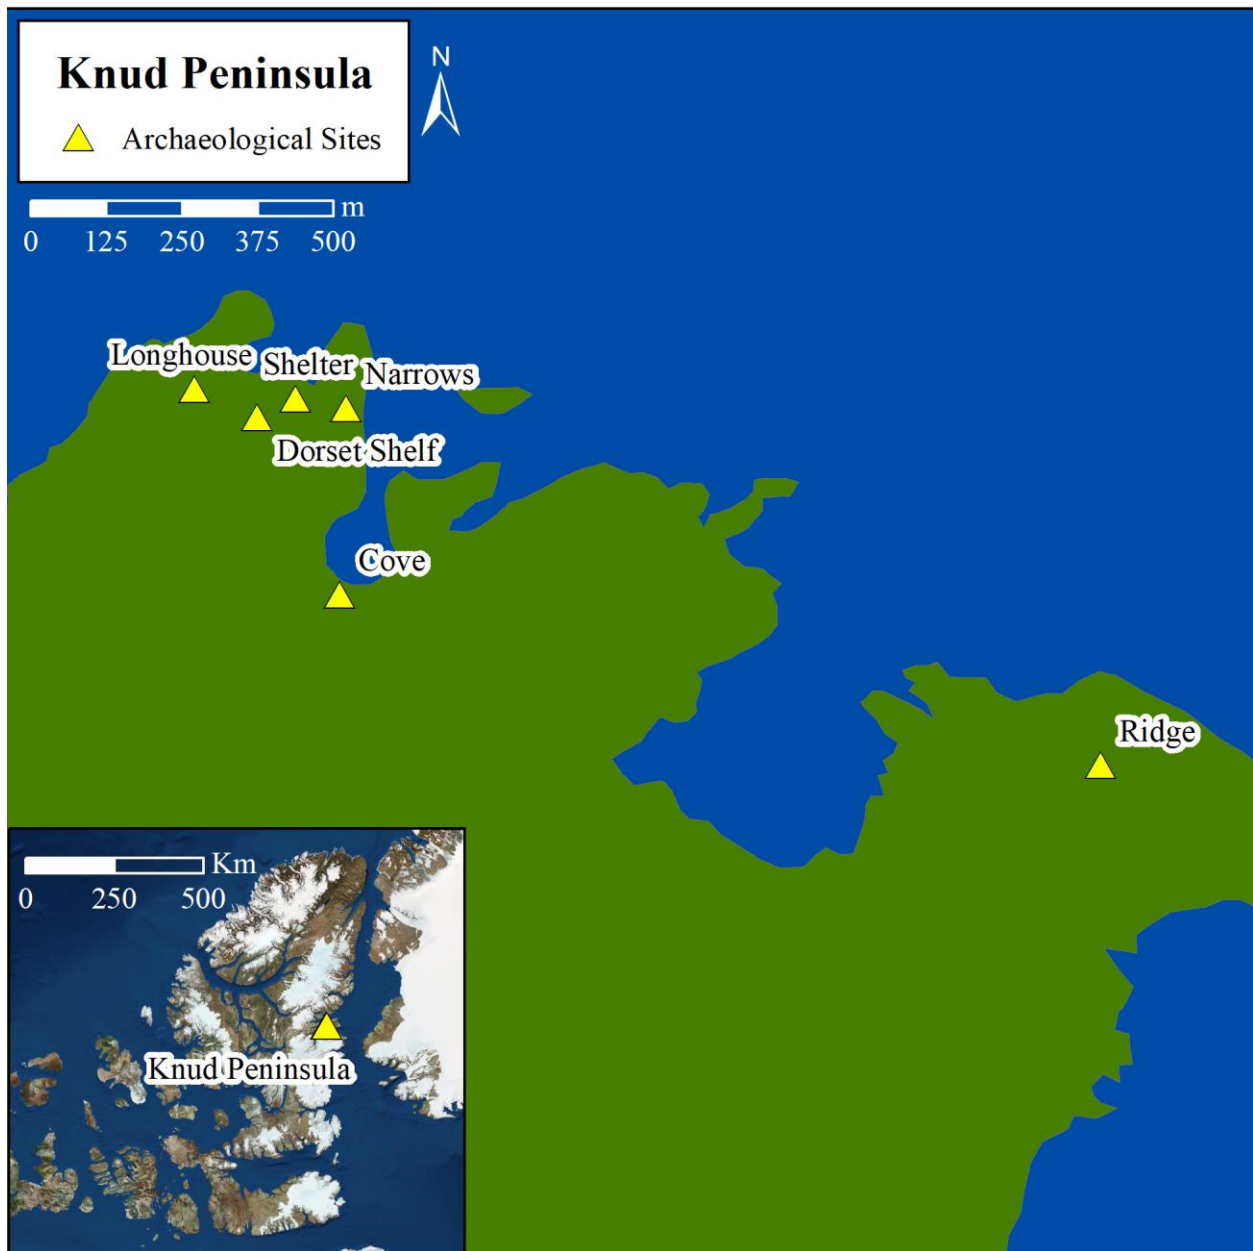 Knud Peninsula
Archaeological Sites
N
m
0 125 250 375 500
Longhouse
Shelter
Narrows
Dorset Shelf
Cove
Ridge
Km
0 250 500
Knud Peninsula